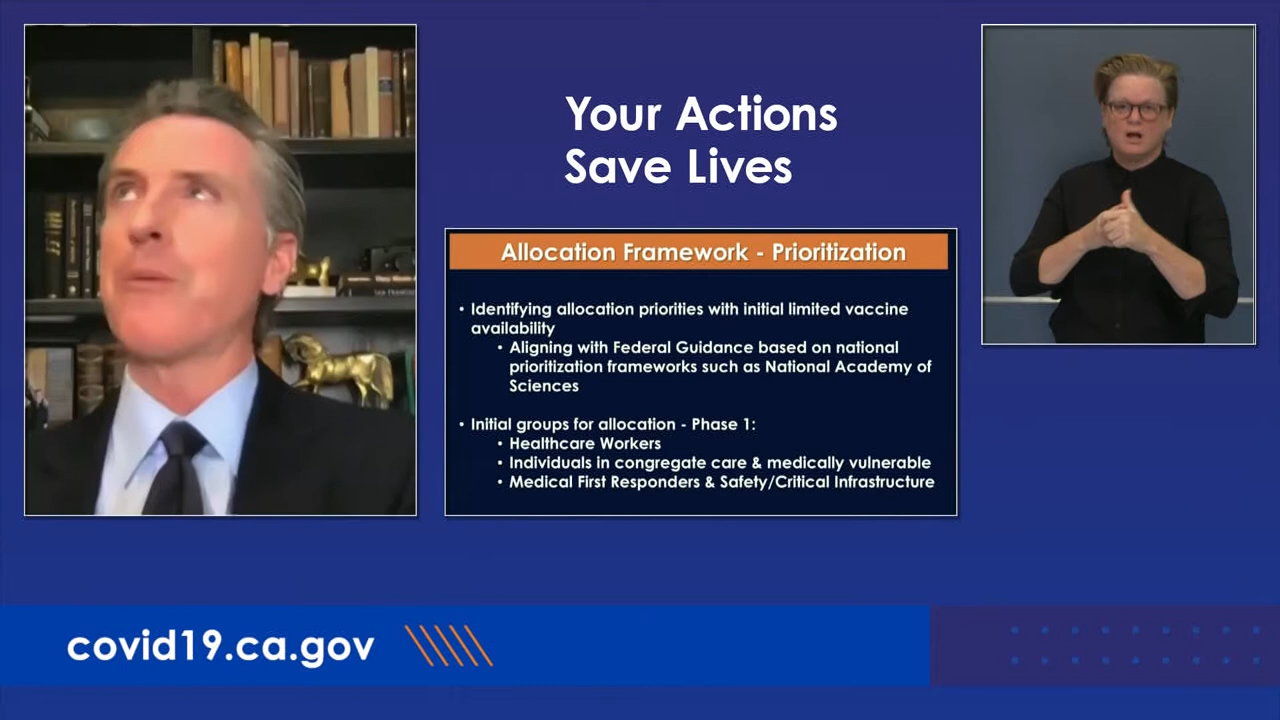 Your Actions
Save Lives
Allocation Framework - Prioritization
• Identifying allocation priorities with initial limited vaccine
availability
• Aligning with Federal Guidance based on national
prioritization frameworks such as National Academy of
Sciences
• Initial groups for allocation - Phase 1:
• Healthcare Workers
• Individuals in congregate care & medically vulnerable
• Medical First Responders & Safety/Critical Infrastructure
covid19.ca.gov